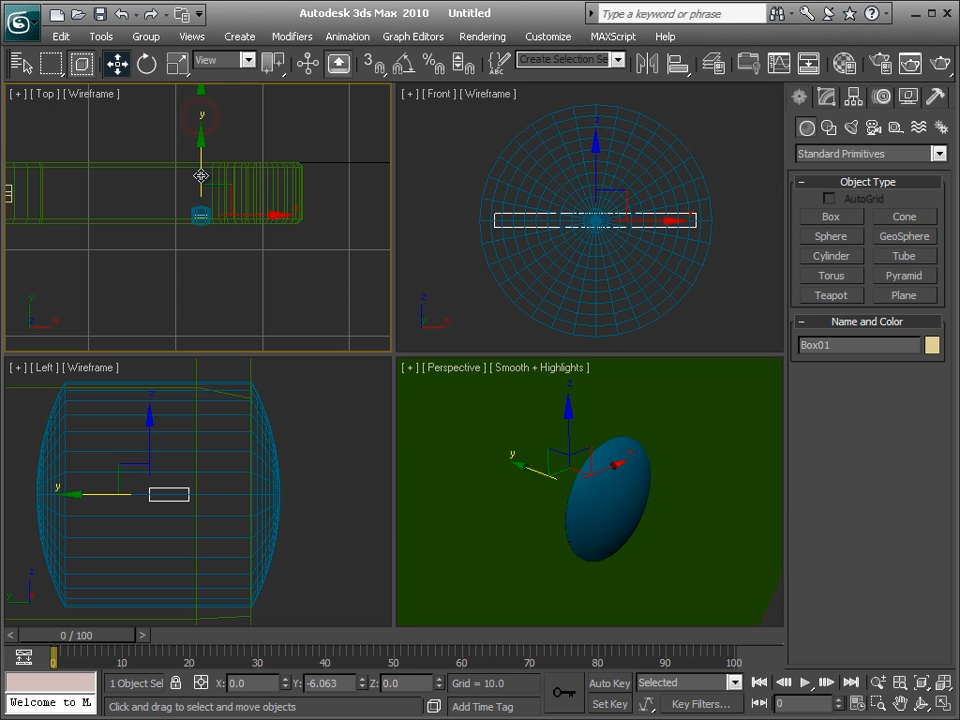 Autodesk 3ds Max 2010 Untitled
Type a keyword or phrase
Edit Tools Group Views Create Modifiers Animation Graph Editors Rendering Customize MAXScript Help
View
3
ABC
Create Selection Se
[ + ] [ Top ] [ Wireframe ]
y
x
y
x
[ + ] [ Front ] [ Wireframe ]
z
z
x
[ + ] [ Left ] [ Wireframe ]
z
y
z
y
[ + ] [ Perspective ] [ Smooth + Highlights ]
z
y
x
Standard Primitives
Object Type
AutoGrid
Box Cone
Sphere GeoSphere
Cylinder Tube
Torus Pyramid
Teapot Plane
Name and Color
Box01
< 0 / 100 >
0 10 20 30 40 50 60 70 80 90 100
1 Object Sel X: 0.0 Y: -6.063 Z: 0.0 Grid = 10.0 Auto Key Selected
Welcome to M
Click and drag to select and move objects Add Time Tag Set Key Key Filters... 0